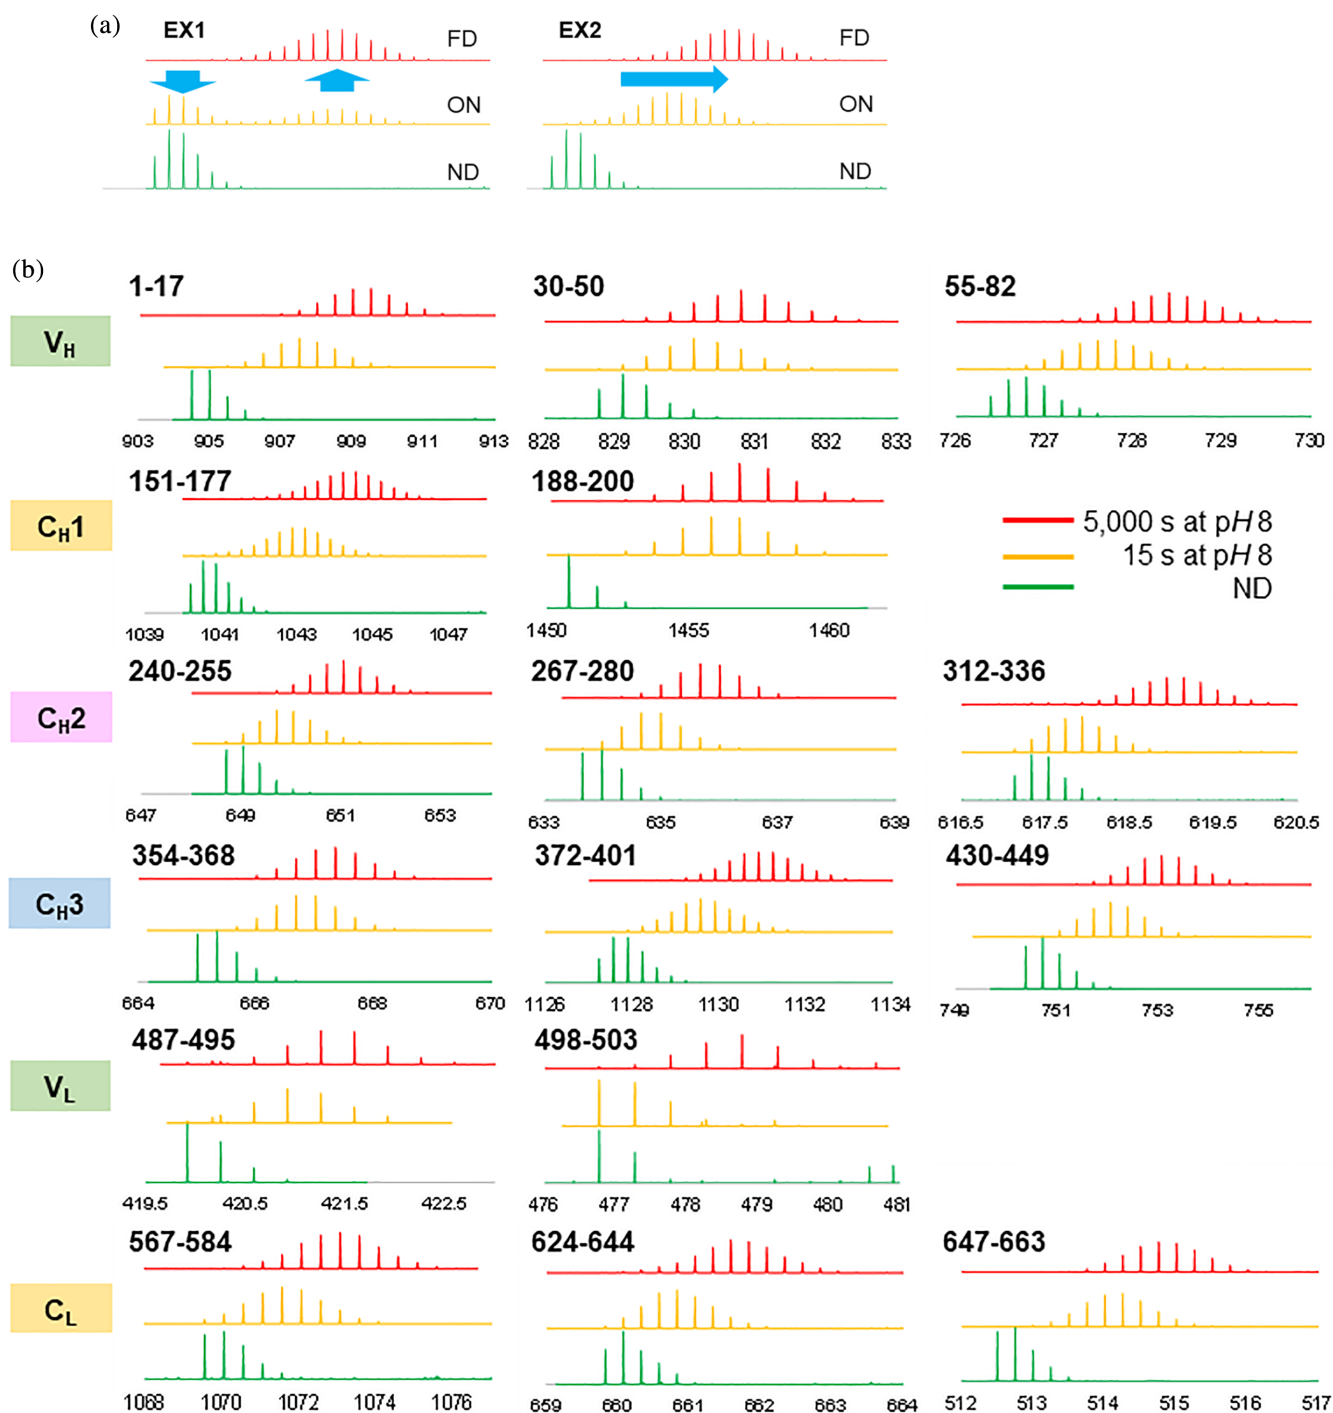 (a)
EX1
FD
ON
ND
EX2
FD
ON
ND
(b)
VH
1-17
903 905 907 909 911 913
30-50
828 829 830 831 832 833
55-82
726 727 728 729 730
CH1
151-177
1039 1041 1043 1045 1047
188-200
1450 1455 1460
5,000 s at pH 8
15 s at pH 8
ND
CH2
240-255
647 649 651 653
267-280
633 635 637 639
312-336
616.5 617.5 618.5 619.5 620.5
CH3
354-368
664 666 668 670
372-401
1126 1128 1130 1132 1134
430-449
749 751 753 755
VL
487-495
419.5 420.5 421.5 422.5
498-503
476 477 478 479 480 481
CL
567-584
1068 1070 1072 1074 1076
624-644
659 660 661 662 663 664
647-663
512 513 514 515 516 517